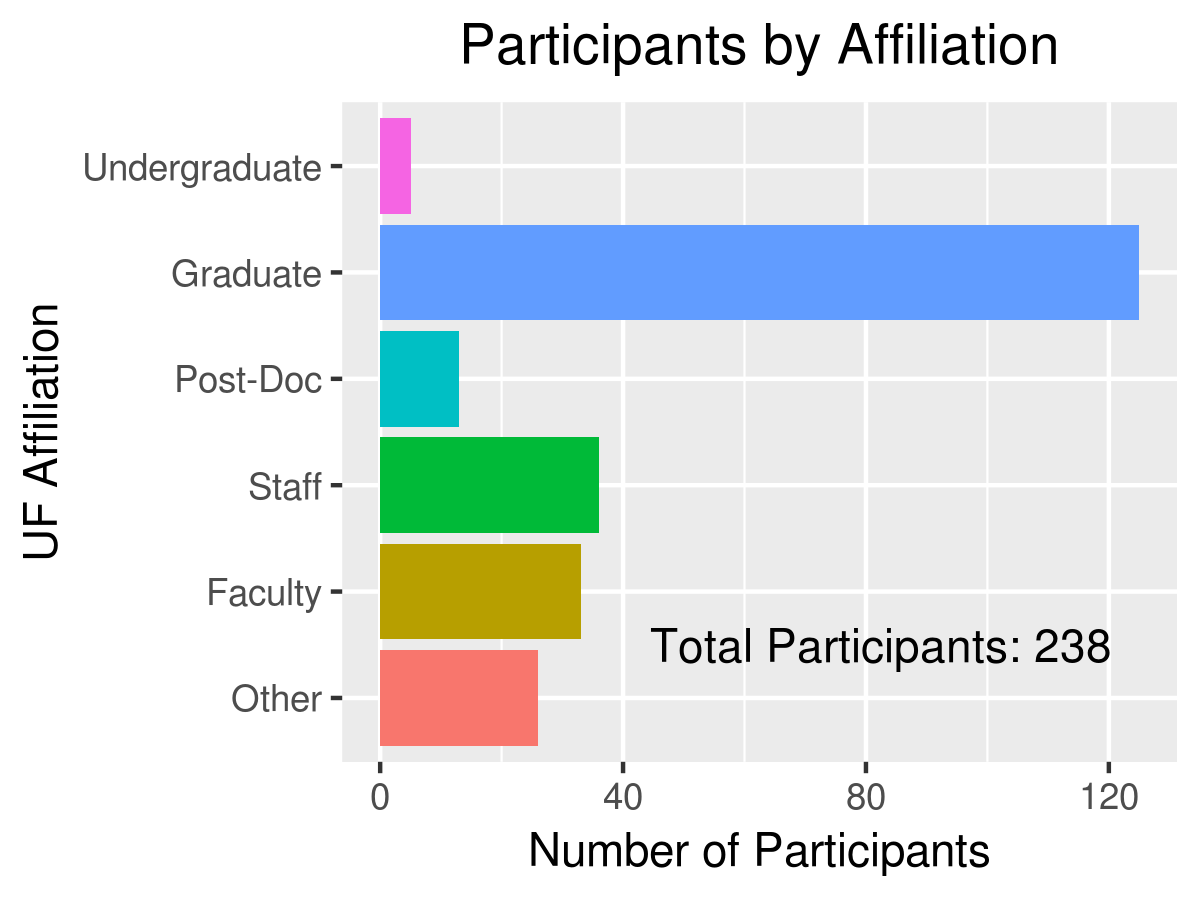 Participants by Affiliation
UF Affiliation
Undergraduate
Graduate
Post-Doc
Staff
Faculty
Other
Total Participants: 238
0 40 80 120
Number of Participants